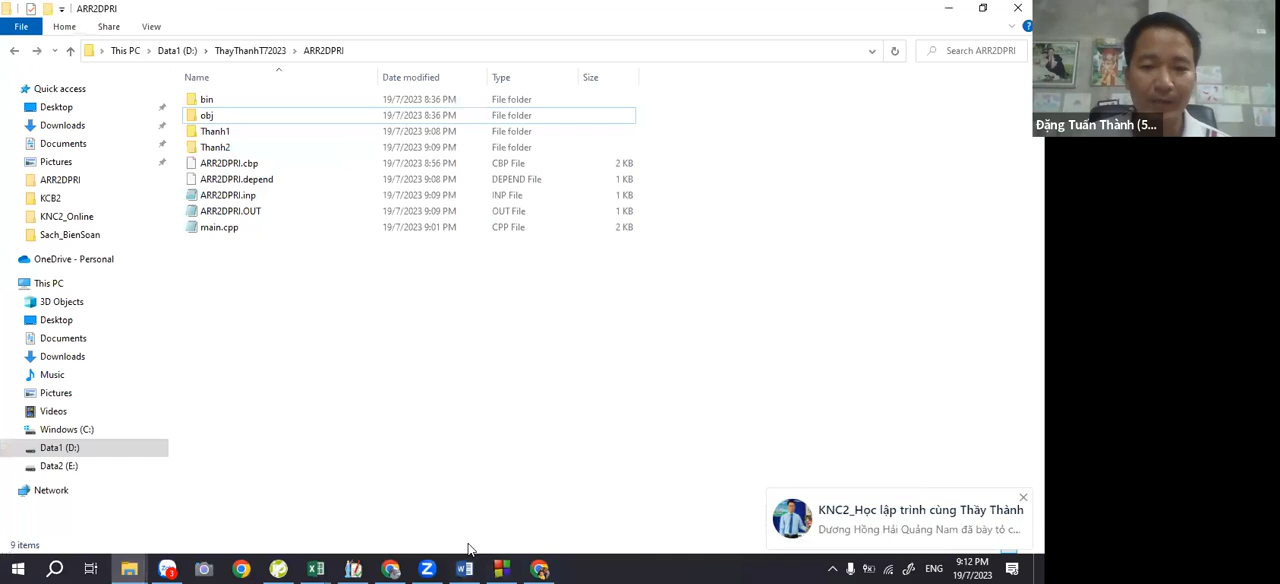 ARR2DPRI
File Home Share View
This PC Data1 (D:) ThayThanhT72023 ARR2DPRI
Search ARR2DPRI
Name Date modified Type Size
bin 19/7/2023 8:36 PM File folder
obj 19/7/2023 8:36 PM File folder
Thanh1 19/7/2023 9:08 PM File folder
Thanh2 19/7/2023 9:09 PM File folder
ARR2DPRI.cbp 19/7/2023 8:56 PM CBP File 2 KB
ARR2DPRI.depend 19/7/2023 9:08 PM DEPEND File 1 KB
ARR2DPRI.inp 19/7/2023 9:09 PM INP File 1 KB
ARR2DPRI.OUT 19/7/2023 9:09 PM OUT File 1 KB
main.cpp 19/7/2023 9:01 PM CPP File 2 KB
Quick access
Desktop
Downloads
Documents
Pictures
ARR2DPRI
KCB2
KNC2_Online
Sach_BienSoan
OneDrive - Personal
This PC
3D Objects
Desktop
Documents
Downloads
Music
Pictures
Videos
Windows (C:)
Data1 (D:)
Data2 (E:)
Network
9 items
Đặng Tuấn Thành (5...
KNC2_Học lập trình cùng Thầy Thành
Dương Hồng Hải Quảng Nam đã bày tỏ c...
3
ENG
9:12 PM
19/7/2023